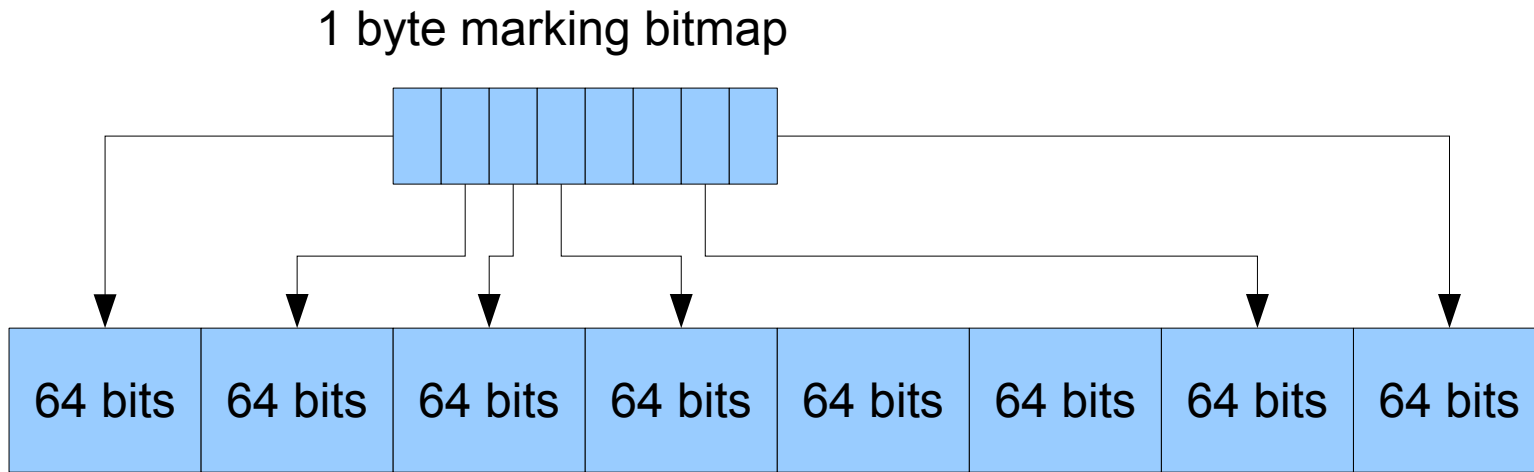 1 byte marking bitmap
64 bits 64 bits 64 bits 64 bits 64 bits 64 bits 64 bits 64 bits